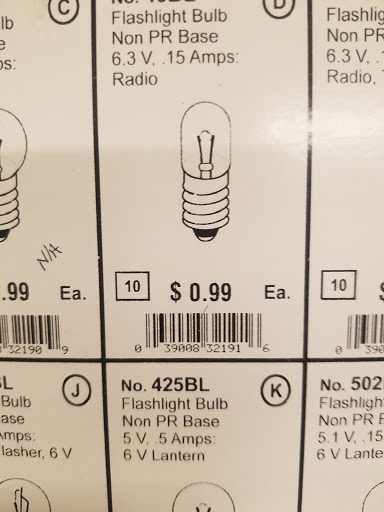 C
lb
e
os:
N/A
.99 Ea.
32190 9
D
Flashlight Bulb
Non PR Base
6.3 V, .15 Amps:
Radio
10 $ 0.99 Ea.
0 39008 32191 6
Flashlig
Non PR
6.3 V, .1
Radio,
10 $
0 390
BL J
Bulb
ase
Amps:
lasher, 6 V
No. 425BL K
Flashlight Bulb
Non PR Base
5 V, .5 Amps:
6 V Lantern
No. 502
Flashligh
Non PR
5.1 V, .15
6 V Lante